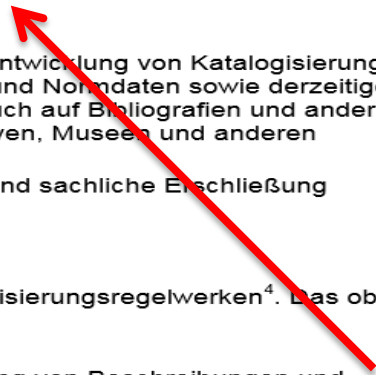 ntwicklung von Katalogisierung
und Normdaten sowie derzeitige
uch auf Bibliografien und ander
ven, Museen und anderen
nd sachliche Erschließung
isierungsregelwerken⁴. Das ob
von Beschreibungen und